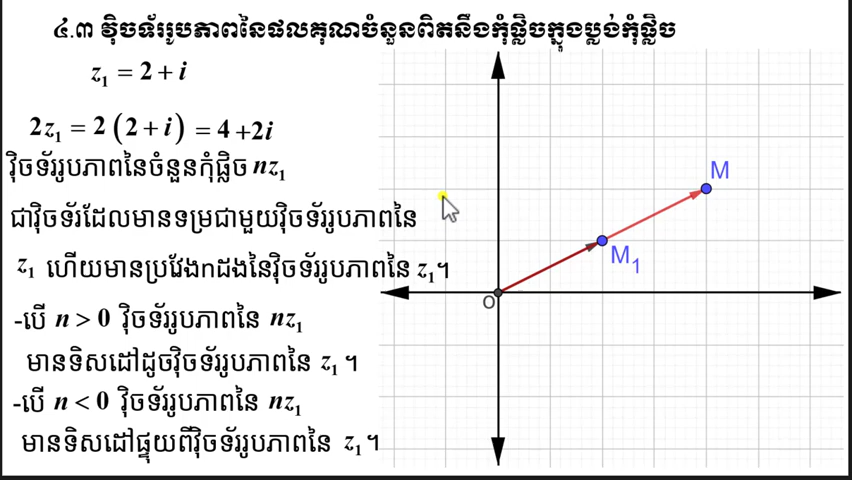 ៤.៣ វ៉ិចទ័ររូបភាពនៃផលគុណចំនួនពិតនឹងកុំផ្លិចក្នុងប្លង់កុំផ្លិច
z₁ = 2 + i
2z₁ = 2 (2 + i) = 4 +2i
វ៉ិចទ័ររូបភាពនៃចំនួនកុំផ្លិច nz₁
ជាវ៉ិចទ័រដែលមានទម្រជាមួយវ៉ិចទ័ររូបភាពនៃ
z₁ ហើយមានប្រវែងnដងនៃវ៉ិចទ័ររូបភាពនៃ z₁។
-បើ n > 0 វ៉ិចទ័ររូបភាពនៃ nz₁
មានទិសដៅដូចវ៉ិចទ័ររូបភាពនៃ z₁ ។
-បើ n < 0 វ៉ិចទ័ររូបភាពនៃ nz₁
មានទិសដៅផ្ទុយពីវ៉ិចទ័ររូបភាពនៃ z₁។
M
M₁
o